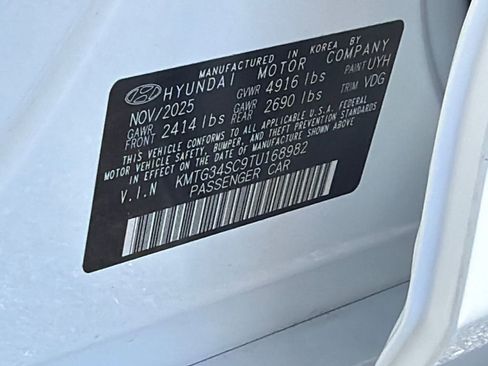 MANUFACTURED IN KOREA BY
HYUNDAI MOTOR COMPANY
NOV/2025 GVWR 4916 lbs PAINT UYH
GAWR FRONT 2414 lbs GAWR REAR 2690 lbs TRIM VDG
THIS VEHICLE CONFORMS TO ALL APPLICABLE U.S.A. FEDERAL
MOTOR VEHICLE SAFETY, BUMPER, & THEFT PREVENTION STANDARDS
IN EFFECT ON THE DATE OF MANUFACTURE SHOWN ABOVE.
V.I.N KMTG34SC9TU168982
PASSENGER CAR